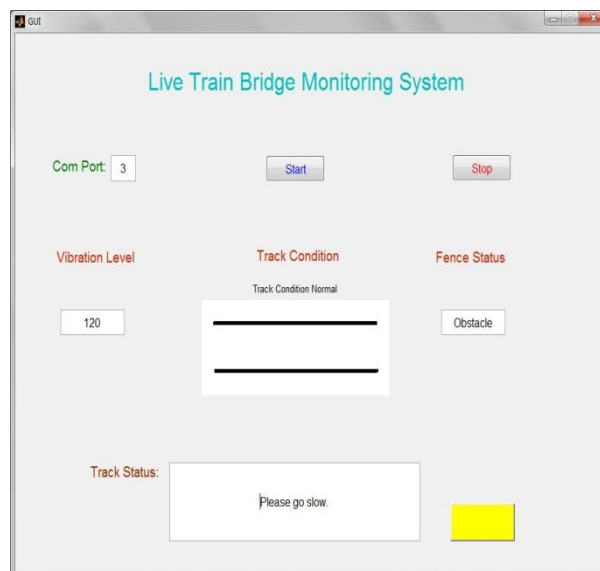 GUI
Live Train Bridge Monitoring System
Com Port: 3 Start Stop
Vibration Level Track Condition Fence Status
Track Condition Normal
120 Obstacle
Track Status: Please go slow.